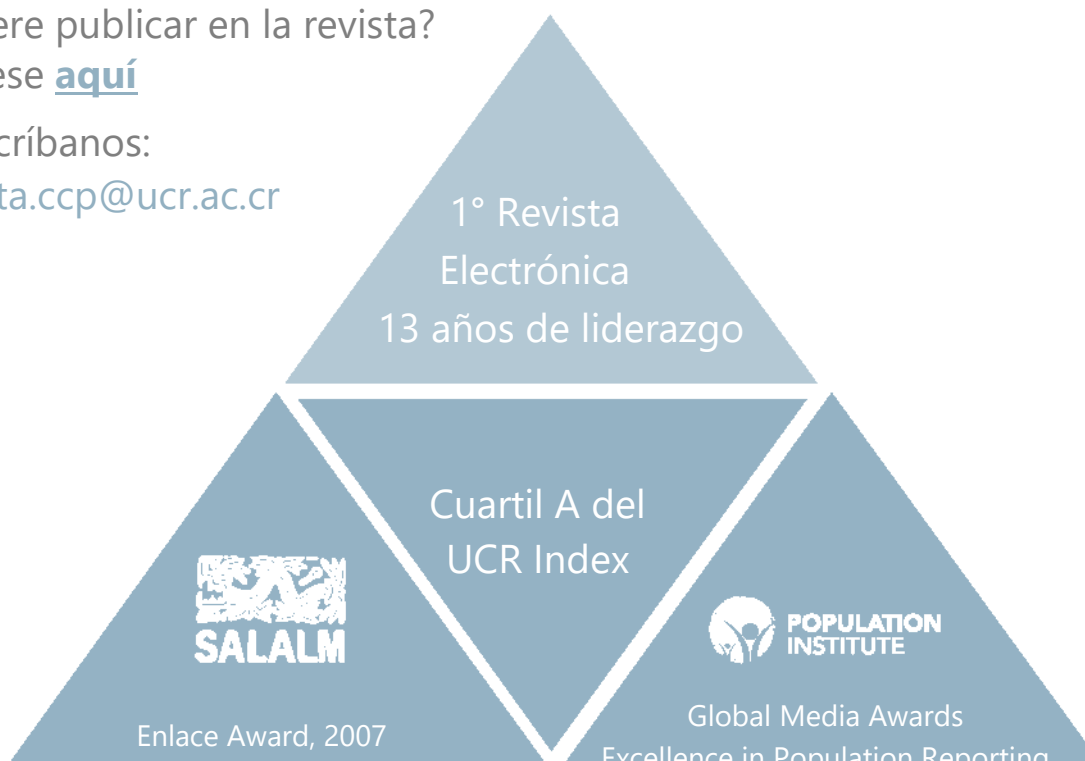 ere publicar en la revista?
ese aquí
críbanos:
ta.ccp@ucr.ac.cr
1° Revista
Electrónica
13 años de liderazgo
Cuartil A del
UCR Index
SALALM
Enlace Award, 2007
POPULATION
INSTITUTE
Global Media Awards
Excellence in Population Reporting